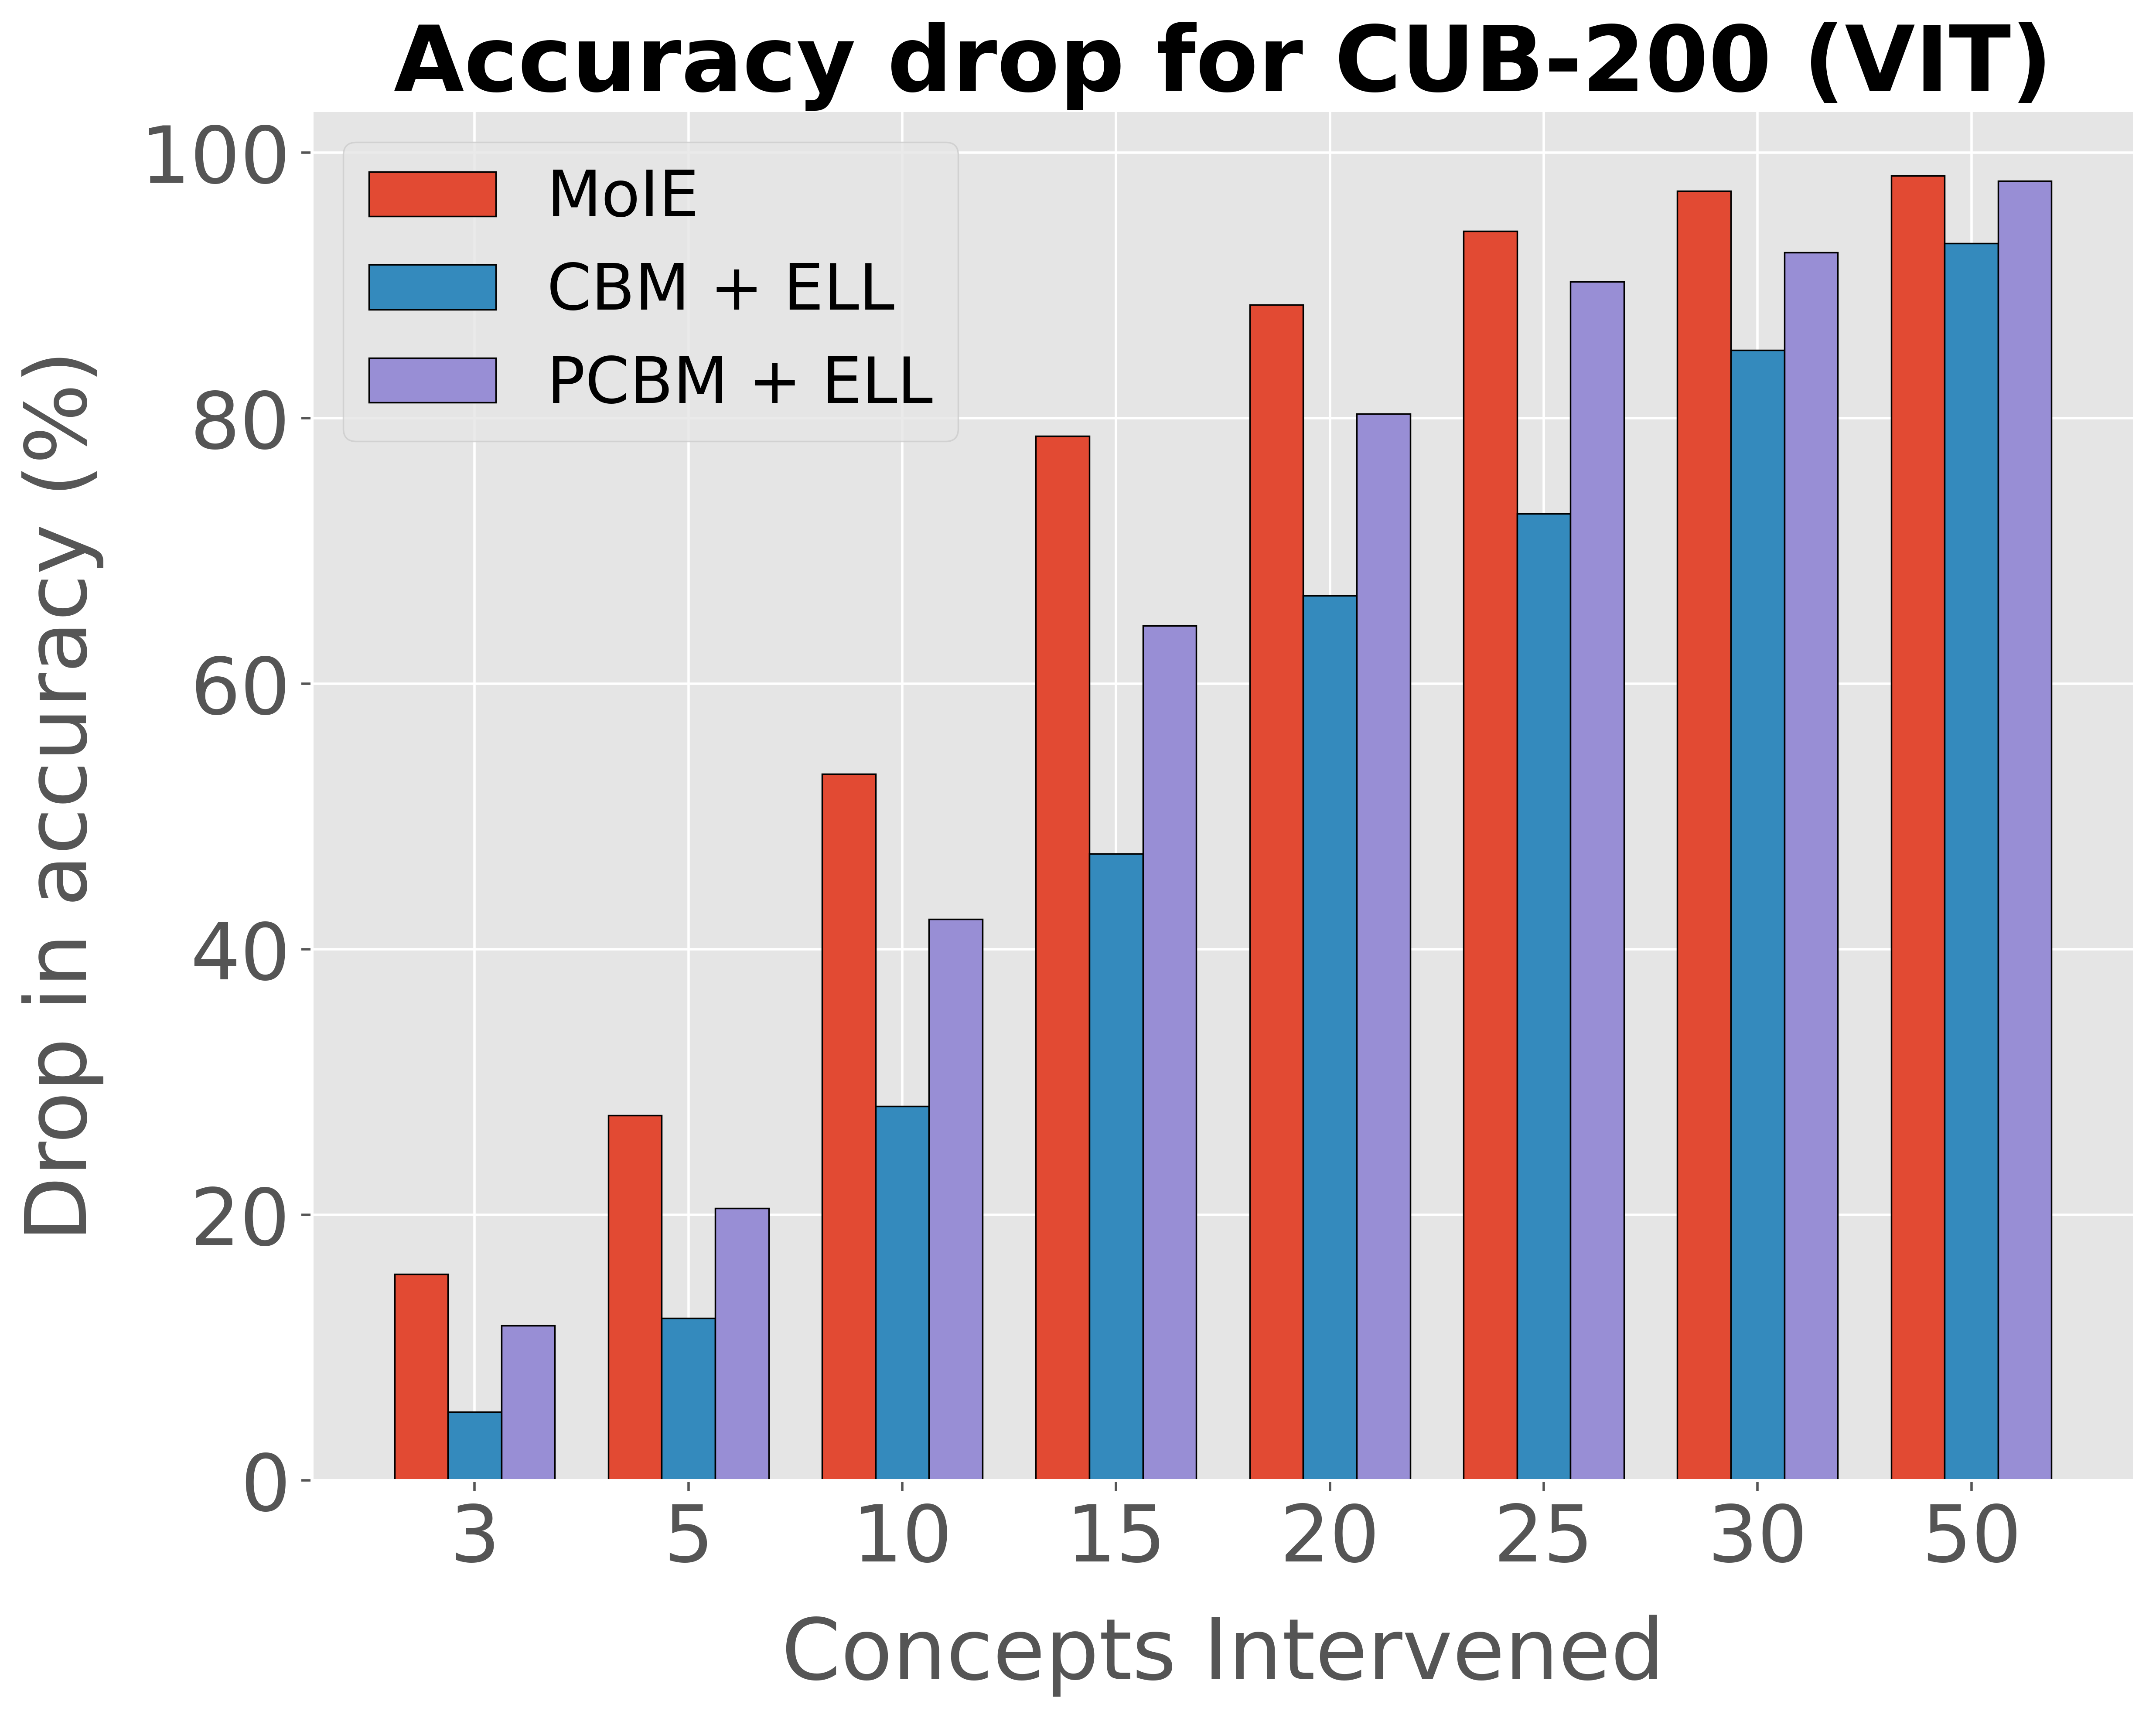 Accuracy drop for CUB-200 (VIT)
MoIE
CBM + ELL
PCBM + ELL
Drop in accuracy (%)
100
80
60
40
20
0
3 5 10 15 20 25 30 50
Concepts Intervened